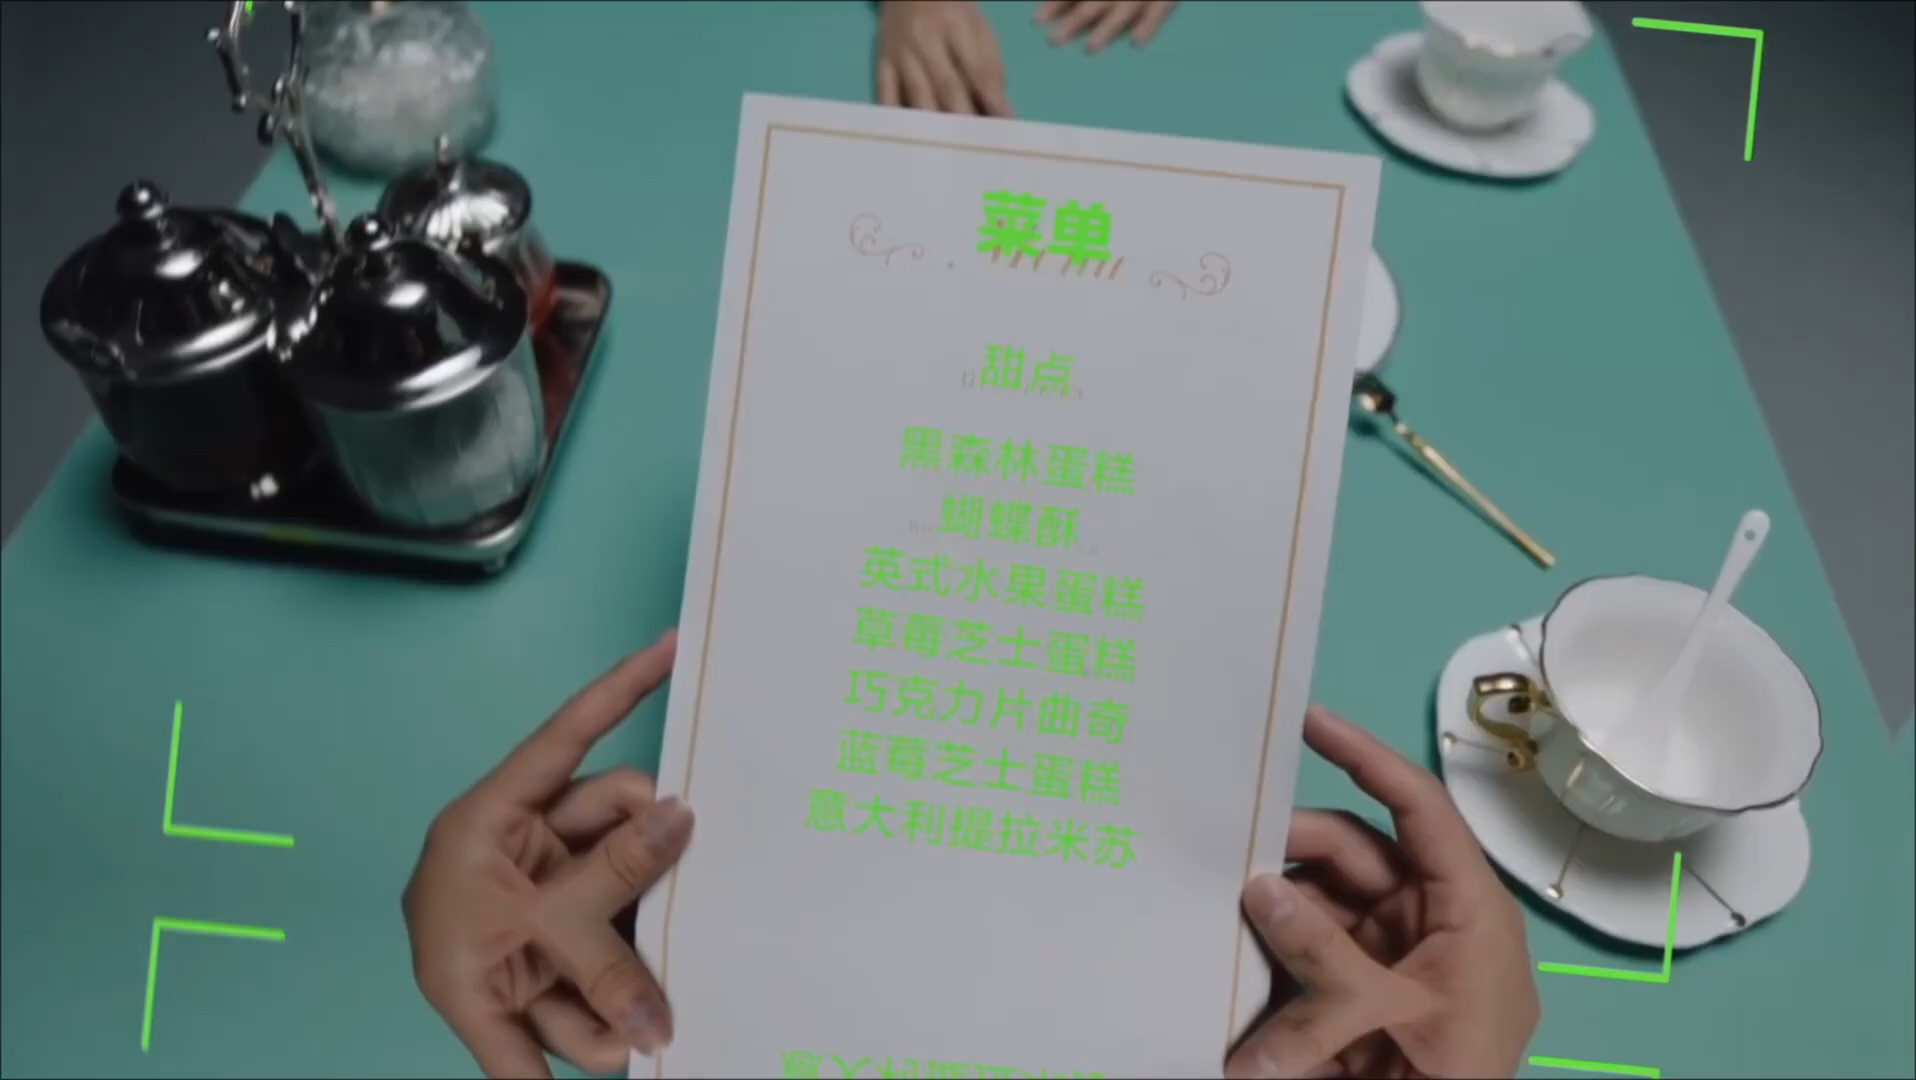 菜单
甜点
黑森林蛋糕
蝴蝶酥
英式水果蛋糕
草莓芝士蛋糕
巧克力片曲奇
蓝莓芝士蛋糕
意大利提拉米苏